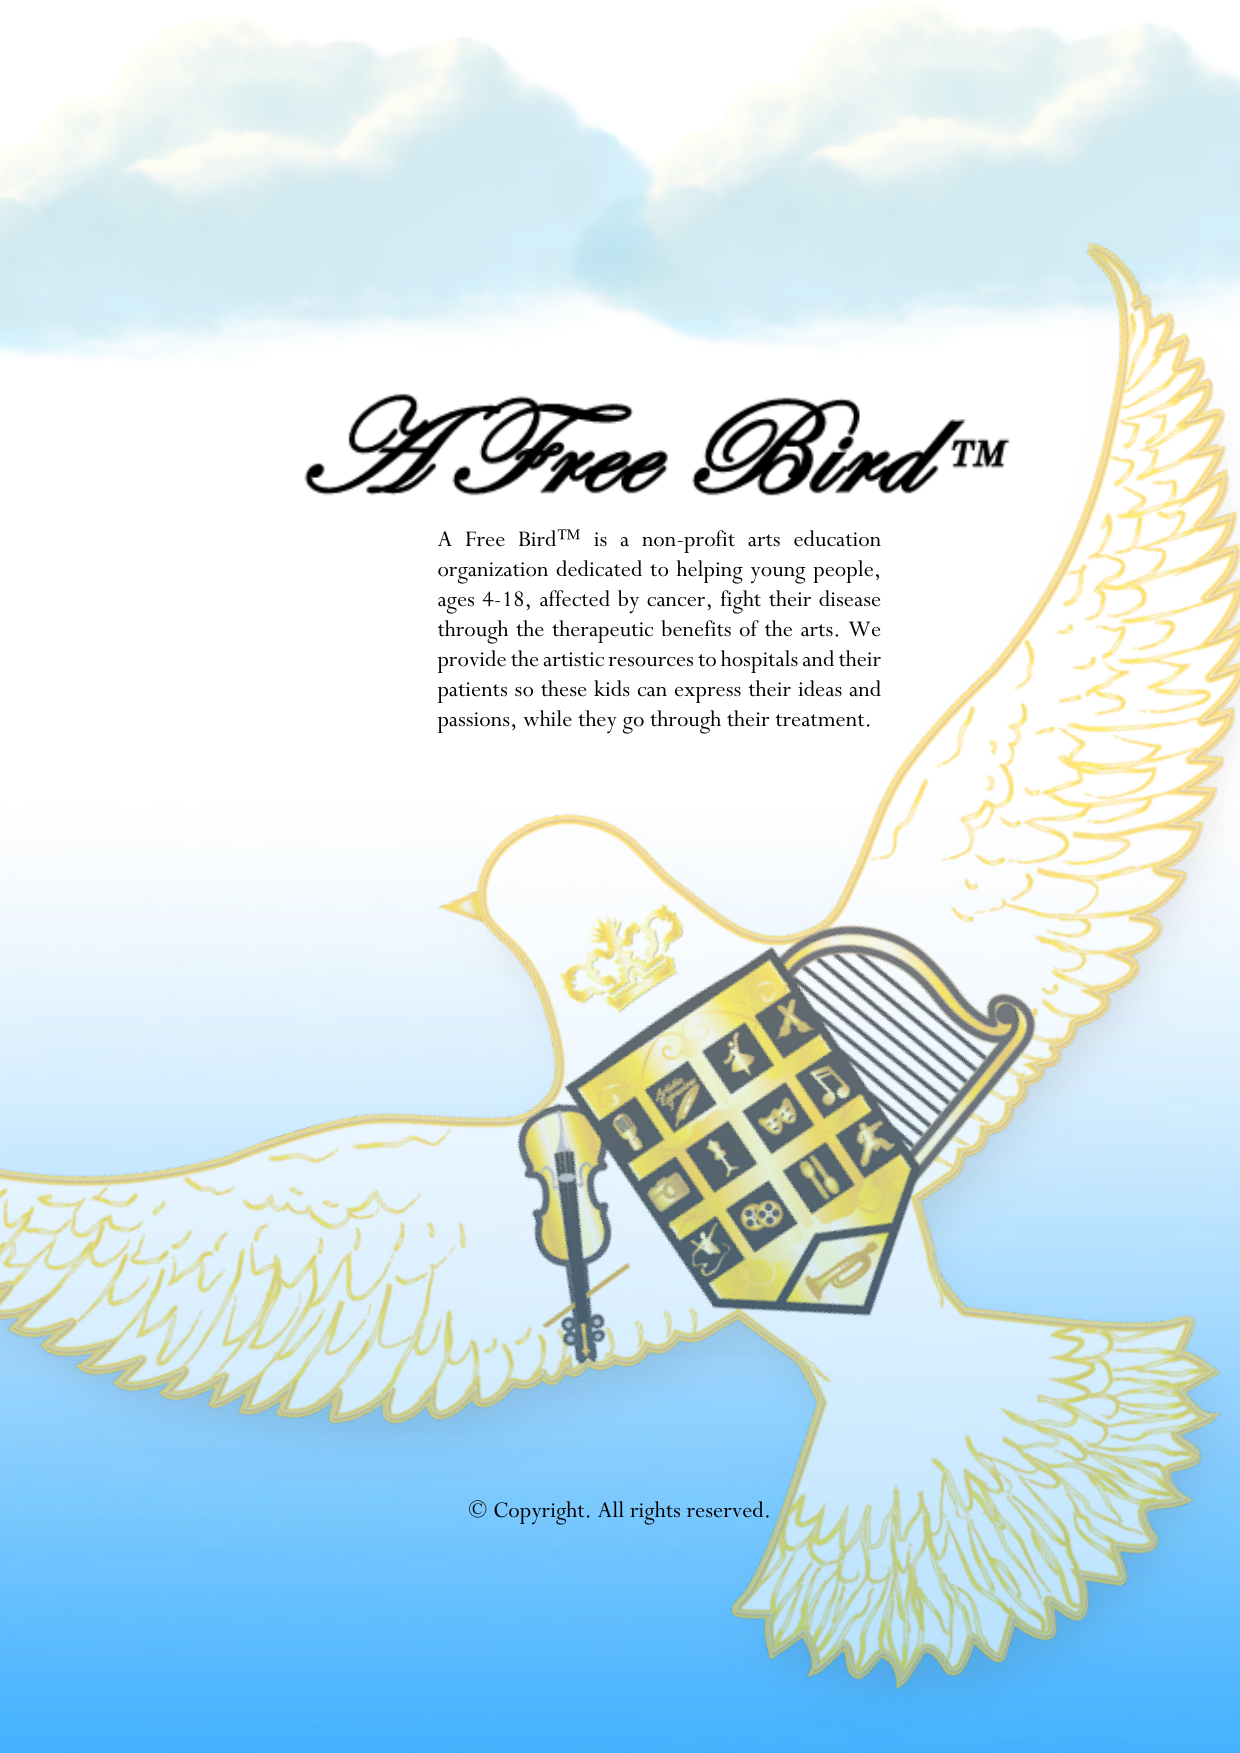 A Free Bird™
A Free Bird™ is a non-profit arts education
organization dedicated to helping young people,
ages 4-18, affected by cancer, fight their disease
through the therapeutic benefits of the arts. We
provide the artistic resources to hospitals and their
patients so these kids can express their ideas and
passions, while they go through their treatment.
Artistic
Expression
© Copyright. All rights reserved.